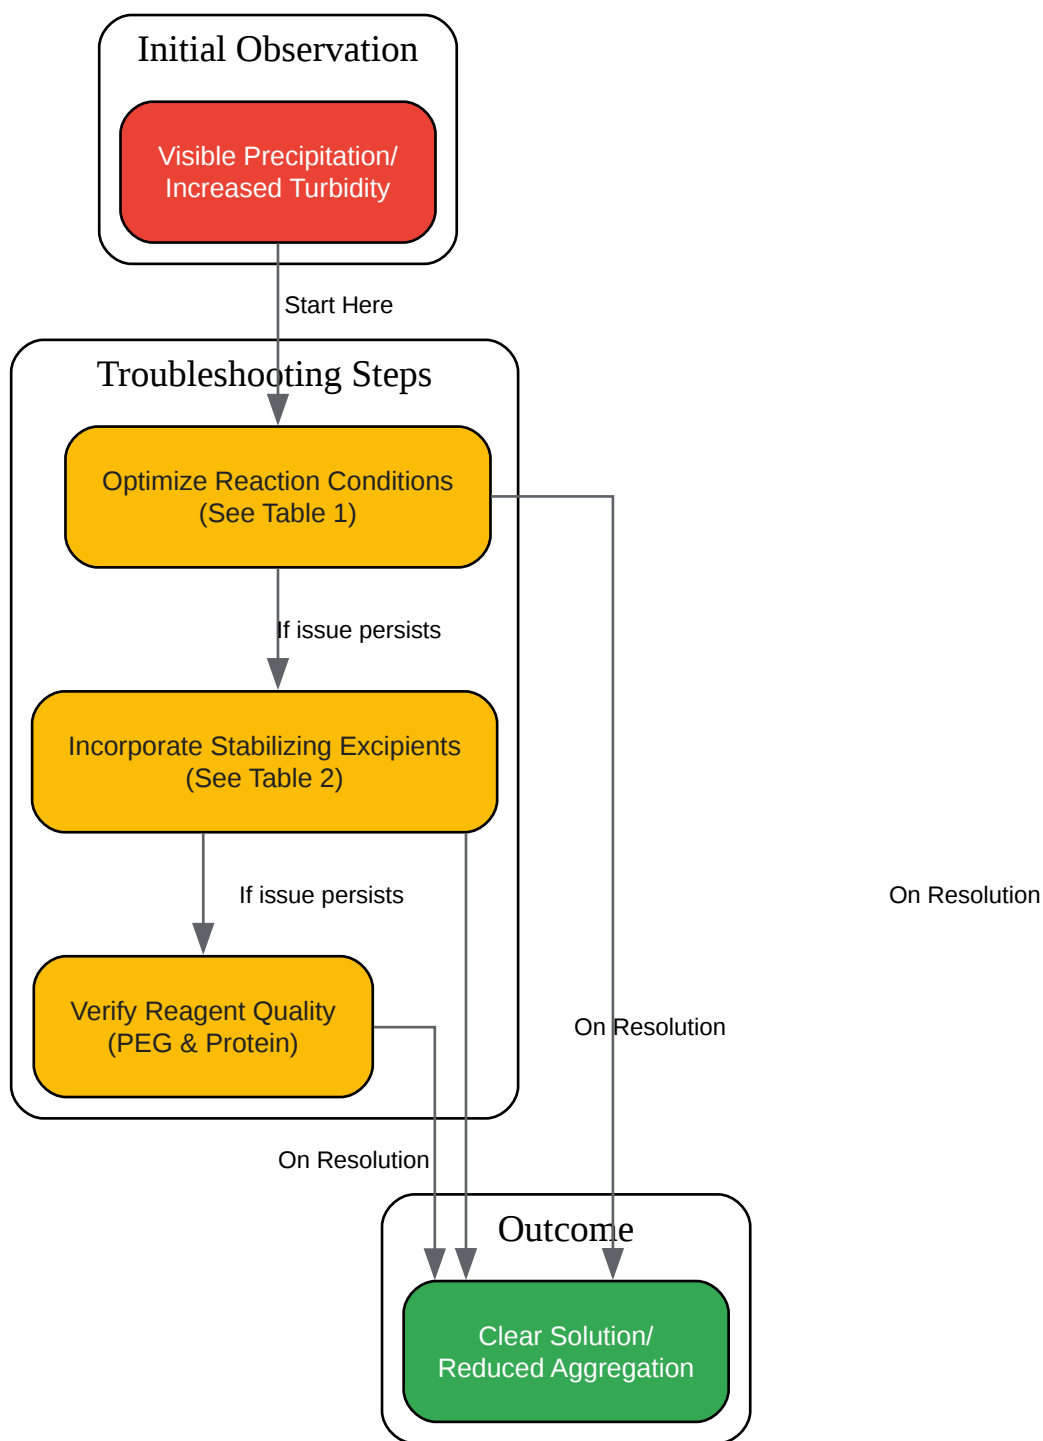 Initial Observation
Visible Precipitation/
Increased Turbidity
Start Here
Troubleshooting Steps
Optimize Reaction Conditions
(See Table 1)
If issue persists
Incorporate Stabilizing Excipients
(See Table 2)
If issue persists
On Resolution
Verify Reagent Quality
(PEG & Protein)
On Resolution
On Resolution
Outcome
Clear Solution/
Reduced Aggregation